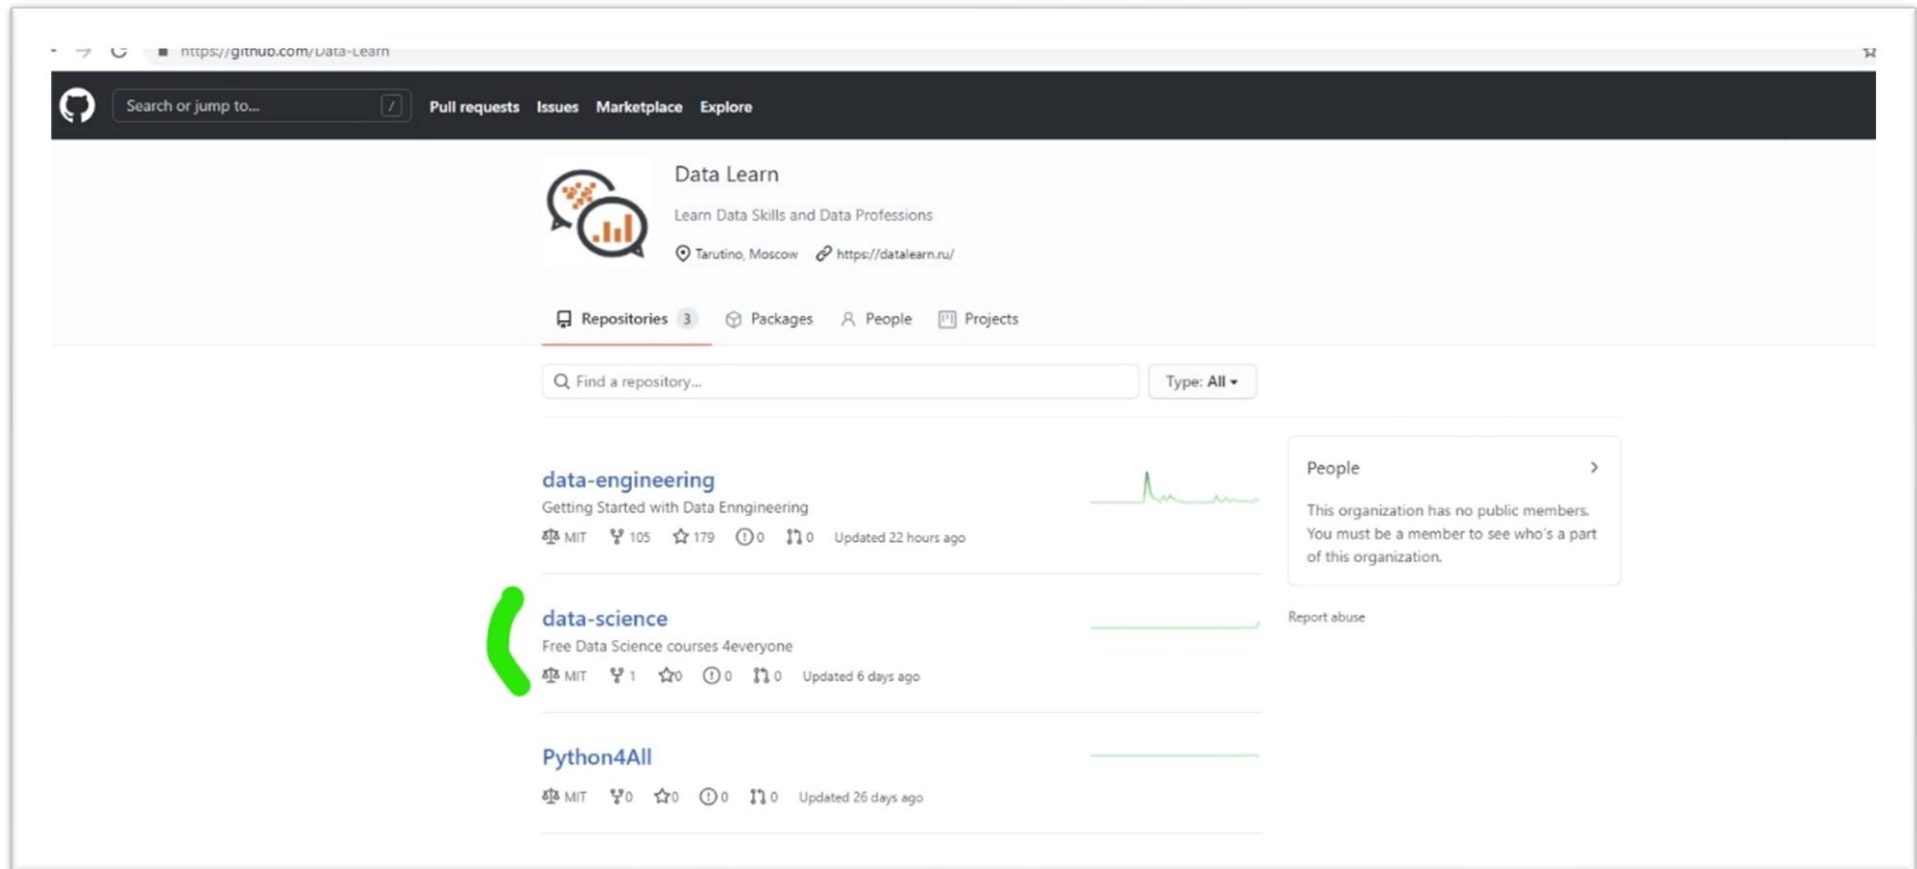 https://github.com/Data-Learn
Search or jump to... / Pull requests Issues Marketplace Explore
Data Learn
Learn Data Skills and Data Professions
Tarutino, Moscow https://datalearn.ru/
Repositories 3 Packages People Projects
Find a repository... Type: All
data-engineering
Getting Started with Data Enngineering
MIT 105 179 0 0 Updated 22 hours ago
data-science
Free Data Science courses 4everyone
MIT 1 0 0 0 Updated 6 days ago
Python4All
MIT 0 0 0 0 Updated 26 days ago
People
This organization has no public members.
You must be a member to see who's a part
of this organization.
Report abuse